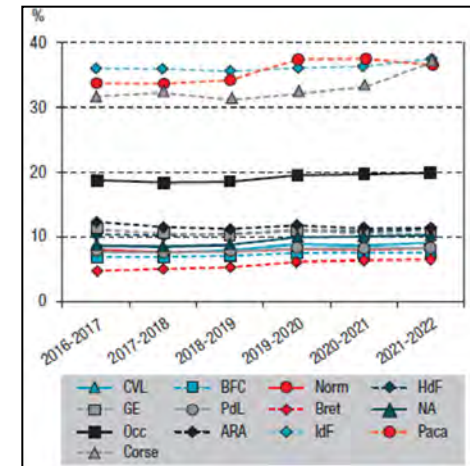 %
40
30
20
10
0
2016-2017 2017-2018 2018-2019 2019-2020 2020-2021 2021-2022
CVL BFC Norm HdF
GE PdL Bret NA
Occ ARA IdF Paca
Corse